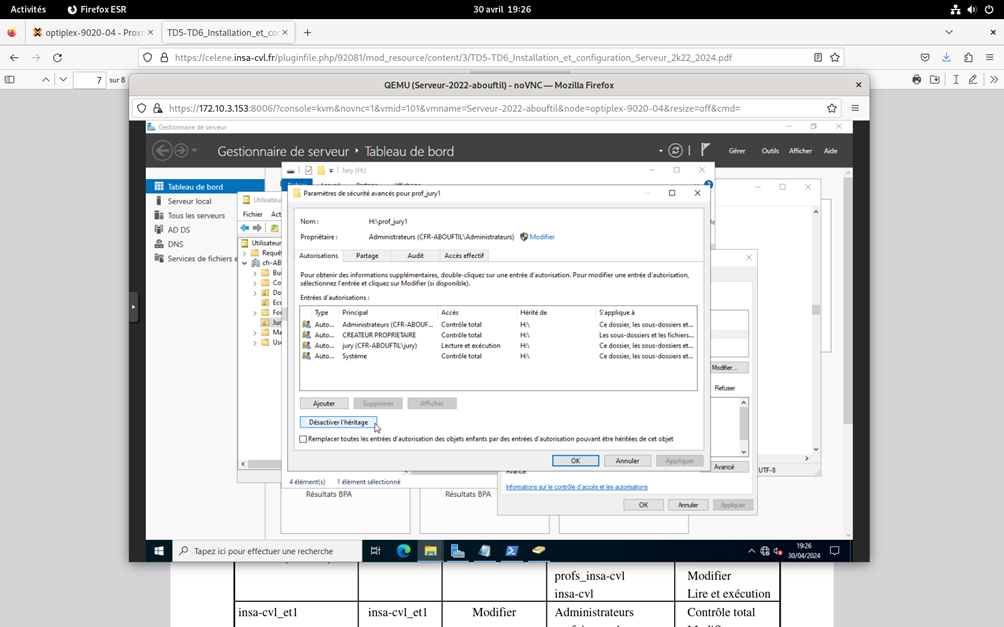 Activités Firefox ESR 30 avril 19:26
optiplex-9020-04 - Proxm TD5-TD6_Installation_et_co
https://celene.insa-cvl.fr/pluginfile.php/92081/mod_resource/content/3/TD5-TD6_Installation_et_configuration_Serveur_2k22_2024.pdf
7 sur 8
QEMU (Serveur-2022-abouftil) - noVNC — Mozilla Firefox
https://172.10.3.153:8006/?console=kvm&novnc=1&vmid=101&vmname=Serveur-2022-abouftil&node=optiplex-9020-04&resize=off&cmd=
Gestionnaire de serveur
Gestionnaire de serveur Tableau de bord Gérer Outils Afficher Aide
Jury (H:)
Tableau de bord
Serveur local
Tous les serveurs
AD DS
DNS
Services de fichiers e
Utilisateu
Fichier Act
Utilisateur
Requê
cfr-AB
Bui
Co
Do
Ece
For
Jur
Ma
Use
Paramètres de sécurité avancés pour prof_jury1
Nom : H:\prof_jury1
Propriétaire : Administrateurs (CFR-ABOUFTIL\Administrateurs) Modifier
Autorisations Partage Audit Accès effectif
Pour obtenir des informations supplémentaires, double-cliquez sur une entrée d'autorisation. Pour modifier une entrée d'autorisation,
sélectionnez l'entrée et cliquez sur Modifier (si disponible).
Entrées d'autorisations :
Type Principal Accès Hérité de S'applique à
Auto... Administrateurs (CFR-ABOUF... Contrôle total H:\ Ce dossier, les sous-dossiers et...
Auto... CREATEUR PROPRIETAIRE Contrôle total H:\ Les sous-dossiers et les fichiers...
Auto... jury (CFR-ABOUFTIL\jury) Lecture et exécution H:\ Ce dossier, les sous-dossiers et...
Auto... Système Contrôle total H:\ Ce dossier, les sous-dossiers et...
Ajouter Supprimer Afficher
Désactiver l'héritage
Remplacer toutes les entrées d'autorisation des objets enfants par des entrées d'autorisation pouvant être héritées de cet objet
OK Annuler Appliquer
Modifier...
Refuser
Avancé
UTF-8
4 élément(s) 1 élément sélectionné
Informations sur le contrôle d'accès et les autorisations
Résultats BPA Résultats BPA
OK Annuler Appliquer
Tapez ici pour effectuer une recherche
19:26
30/04/2024
profs_insa-cvl Modifier
insa-cvl Lire et exécution
insa-cvl_et1 insa-cvl_et1 Modifier Administrateurs Contrôle total